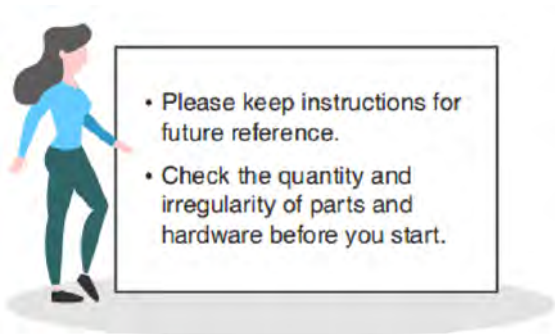 • Please keep instructions for
future reference.
• Check the quantity and
irregularity of parts and
hardware before you start.